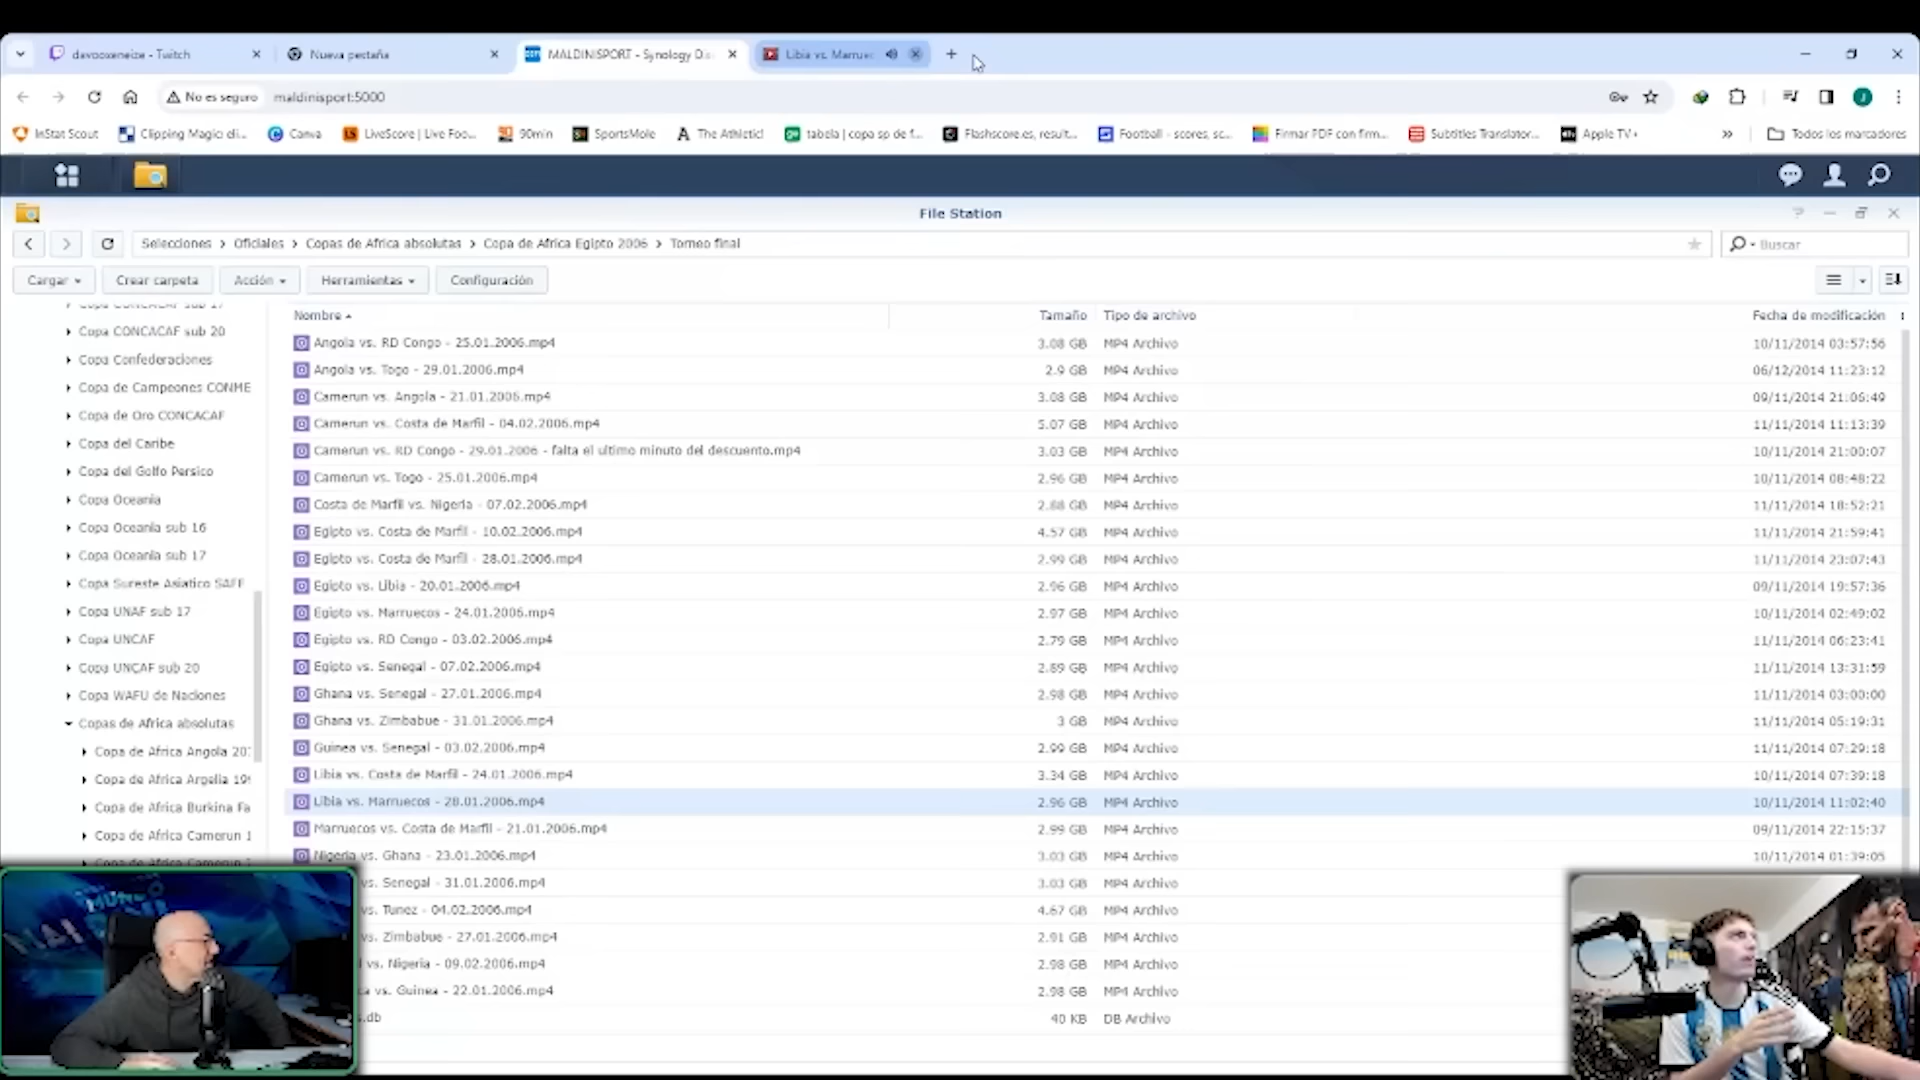 davooxeneize - Twitch
Nueva pestaña
MALDINISPORT - Synology Dis
Libia vs. Marruec
No es seguro
maldinisport:5000
InStat Scout
Clipping Magic: eli...
Canva
LiveScore | Live Foo...
90min
SportsMole
The Athletic!
tabela | copa sp de f...
Flashscore.es, result...
Football - scores, sc...
Firmar PDF con firm...
Subtitles Translator...
Apple TV+
»
Todos los marcadores
File Station
Selecciones > Oficiales > Copas de Africa absolutas > Copa de Africa Egipto 2006 > Torneo final
Buscar
Cargar
Crear carpeta
Acción
Herramientas
Configuración
Copa CONCACAF sub 17
Copa CONCACAF sub 20
Copa Confederaciones
Copa de Campeones CONME
Copa de Oro CONCACAF
Copa del Caribe
Copa del Golfo Persico
Copa Oceania
Copa Oceania sub 16
Copa Oceania sub 17
Copa Sureste Asiatico SAFF
Copa UNAF sub 17
Copa UNCAF
Copa UNCAF sub 20
Copa WAFU de Naciones
Copas de Africa absolutas
Copa de Africa Angola 20
Copa de Africa Argelia 19
Copa de Africa Burkina Fa
Copa de Africa Camerun 1
Copa de Africa Camerun
Nombre Tamaño Tipo de archivo Fecha de modificación
Angola vs. RD Congo - 25.01.2006.mp4 3.08 GB MP4 Archivo 10/11/2014 03:57:56
Angola vs. Togo - 29.01.2006.mp4 2.9 GB MP4 Archivo 06/12/2014 11:23:12
Camerun vs. Angola - 21.01.2006.mp4 3.08 GB MP4 Archivo 09/11/2014 21:06:49
Camerun vs. Costa de Marfil - 04.02.2006.mp4 5.07 GB MP4 Archivo 11/11/2014 11:13:39
Camerun vs. RD Congo - 29.01.2006 - falta el ultimo minuto del descuento.mp4 3.03 GB MP4 Archivo 10/11/2014 21:00:07
Camerun vs. Togo - 25.01.2006.mp4 2.96 GB MP4 Archivo 10/11/2014 08:48:22
Costa de Marfil vs. Nigeria - 07.02.2006.mp4 2.88 GB MP4 Archivo 11/11/2014 18:52:21
Egipto vs. Costa de Marfil - 10.02.2006.mp4 4.57 GB MP4 Archivo 11/11/2014 21:59:41
Egipto vs. Costa de Marfil - 28.01.2006.mp4 2.99 GB MP4 Archivo 11/11/2014 23:07:43
Egipto vs. Libia - 20.01.2006.mp4 2.96 GB MP4 Archivo 09/11/2014 19:57:36
Egipto vs. Marruecos - 24.01.2006.mp4 2.97 GB MP4 Archivo 10/11/2014 02:49:02
Egipto vs. RD Congo - 03.02.2006.mp4 2.79 GB MP4 Archivo 11/11/2014 06:23:41
Egipto vs. Senegal - 07.02.2006.mp4 2.89 GB MP4 Archivo 11/11/2014 13:31:59
Ghana vs. Senegal - 27.01.2006.mp4 2.98 GB MP4 Archivo 11/11/2014 03:00:00
Ghana vs. Zimbabue - 31.01.2006.mp4 3 GB MP4 Archivo 11/11/2014 05:19:31
Guinea vs. Senegal - 03.02.2006.mp4 2.99 GB MP4 Archivo 11/11/2014 07:29:18
Libia vs. Costa de Marfil - 24.01.2006.mp4 3.34 GB MP4 Archivo 10/11/2014 07:39:18
Libia vs. Marruecos - 28.01.2006.mp4 2.96 GB MP4 Archivo 10/11/2014 11:02:40
Marruecos vs. Costa de Marfil - 21.01.2006.mp4 2.99 GB MP4 Archivo 09/11/2014 22:15:37
Nigeria vs. Ghana - 23.01.2006.mp4 3.03 GB MP4 Archivo 10/11/2014 01:39:05
vs. Senegal - 31.01.2006.mp4 3.03 GB MP4 Archivo
vs. Tunez - 04.02.2006.mp4 4.67 GB MP4 Archivo
vs. Zimbabue - 27.01.2006.mp4 2.91 GB MP4 Archivo
vs. Nigeria - 09.02.2006.mp4 2.98 GB MP4 Archivo
vs. Guinea - 22.01.2006.mp4 2.98 GB MP4 Archivo
.db 40 KB DB Archivo
MUNDO